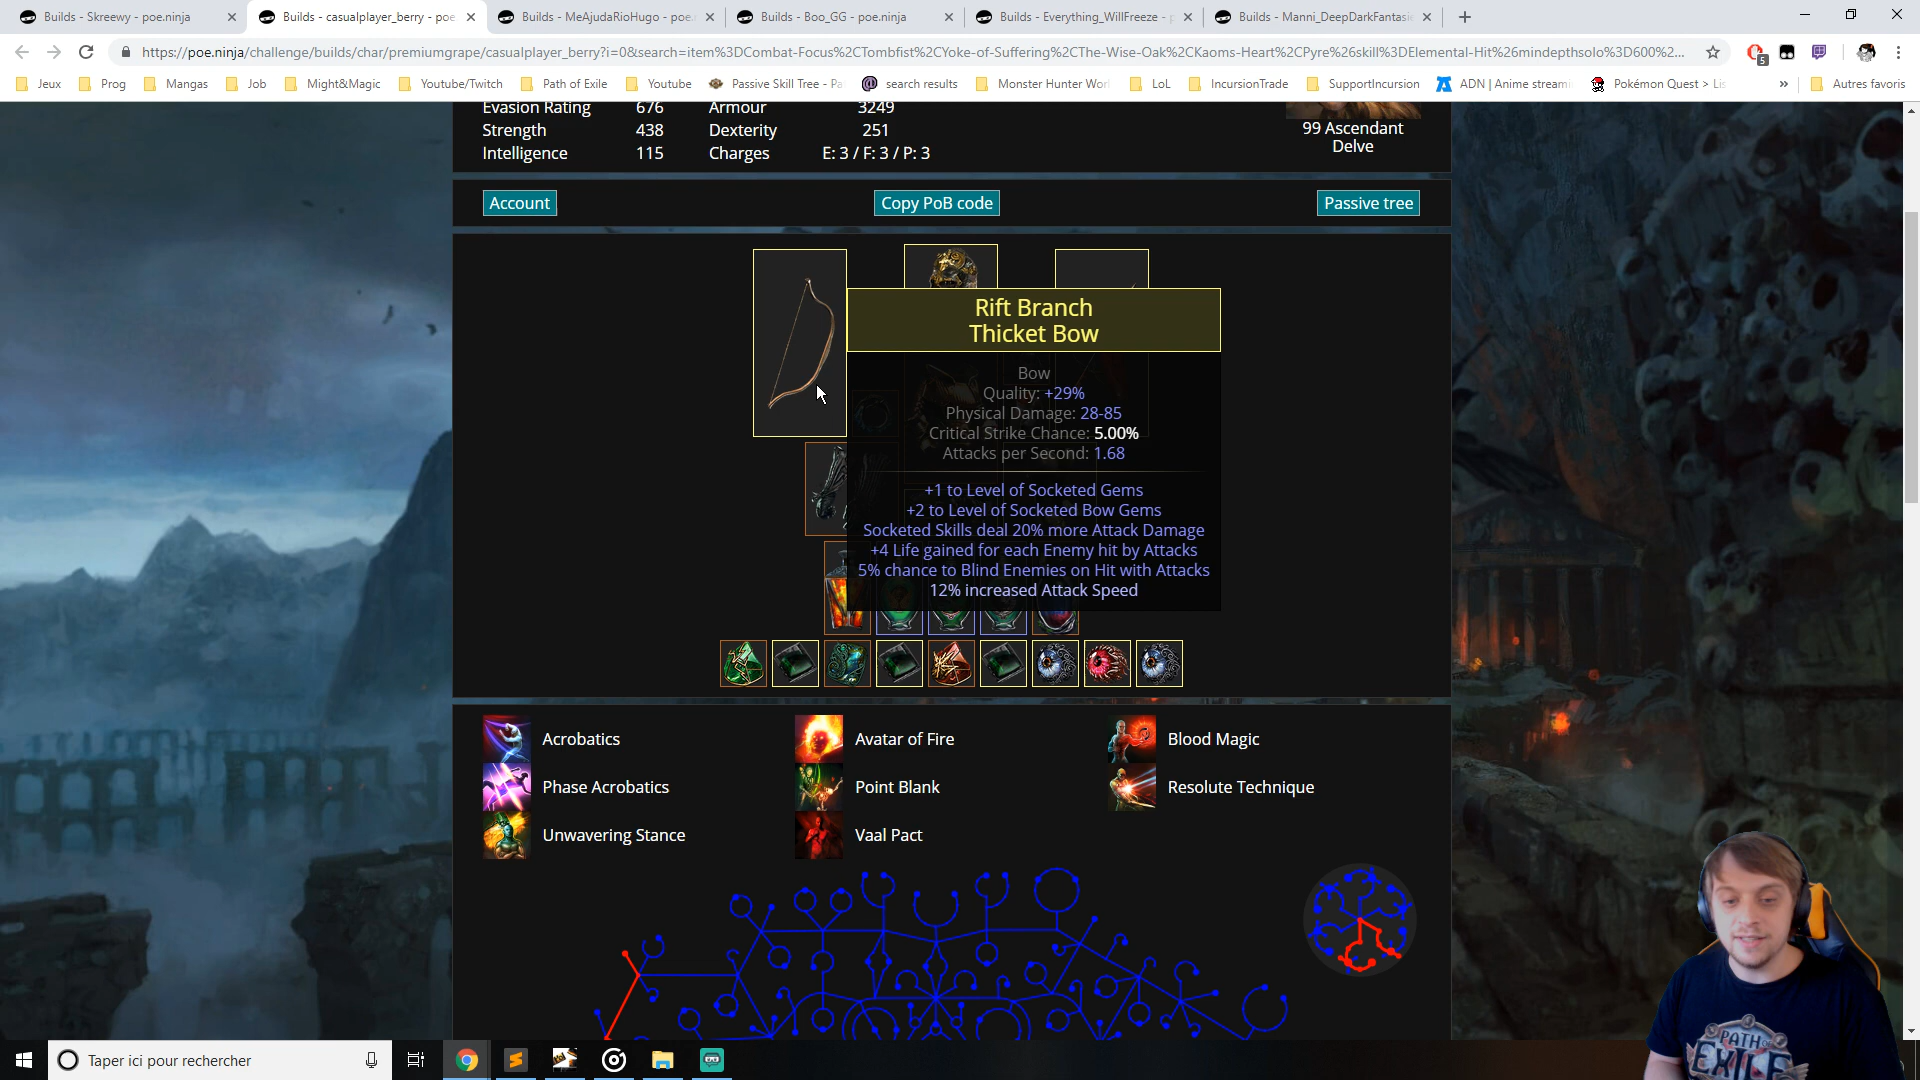 Builds - Skreewy - poe.ninja
Builds - casualplayer_berry - poe
Builds - MeAjudaRioHugo - poe.
Builds - Boo_GG - poe.ninja
Builds - Everything_WillFreeze - p
Builds - Manni_DeepDarkFantasi
https://poe.ninja/challenge/builds/char/premiumgrape/casualplayer_berry?i=0&search=item%3DCombat-Focus%2CTombfist%2CYoke-of-Suffering%2CThe-Wise-Oak%2CKaoms-Heart%2CPyre%26skill%3DElemental-Hit%26mindepthsolo%3D600%2...
5
Jeux
Prog
Mangas
Job
Might&Magic
Youtube/Twitch
Path of Exile
Youtube
Passive Skill Tree - Pa
search results
Monster Hunter Worl
LoL
IncursionTrade
SupportIncursion
ADN | Anime streami
Pokémon Quest > Lis
»
Autres favoris
Evasion Rating 676 Armour 3249
Strength 438 Dexterity 251
Intelligence 115 Charges E: 3 / F: 3 / P: 3
99 Ascendant
Delve
Account
Copy PoB code
Passive tree
Rift Branch
Thicket Bow
Bow
Quality: +29%
Physical Damage: 28-85
Critical Strike Chance: 5.00%
Attacks per Second: 1.68
+1 to Level of Socketed Gems
+2 to Level of Socketed Bow Gems
Socketed Skills deal 20% more Attack Damage
+4 Life gained for each Enemy hit by Attacks
5% chance to Blind Enemies on Hit with Attacks
12% increased Attack Speed
Acrobatics
Avatar of Fire
Blood Magic
Phase Acrobatics
Point Blank
Resolute Technique
Unwavering Stance
Vaal Pact
PATH OF
EXILE
Taper ici pour rechercher